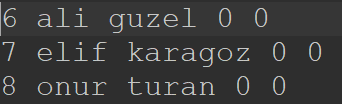 6 ali guzel 0 0
7 elif karagoz 0 0
8 onur turan 0 0